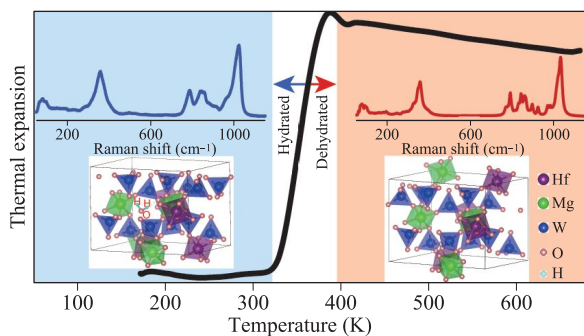 Thermal expansion
200
600
1000
Raman shift (cm⁻¹)
Hydrated
Dehydrated
200
600
1000
Raman shift (cm⁻¹)
H
H
O
Hf
Mg
W
O
H
100
200
300
400
500
600
Temperature (K)